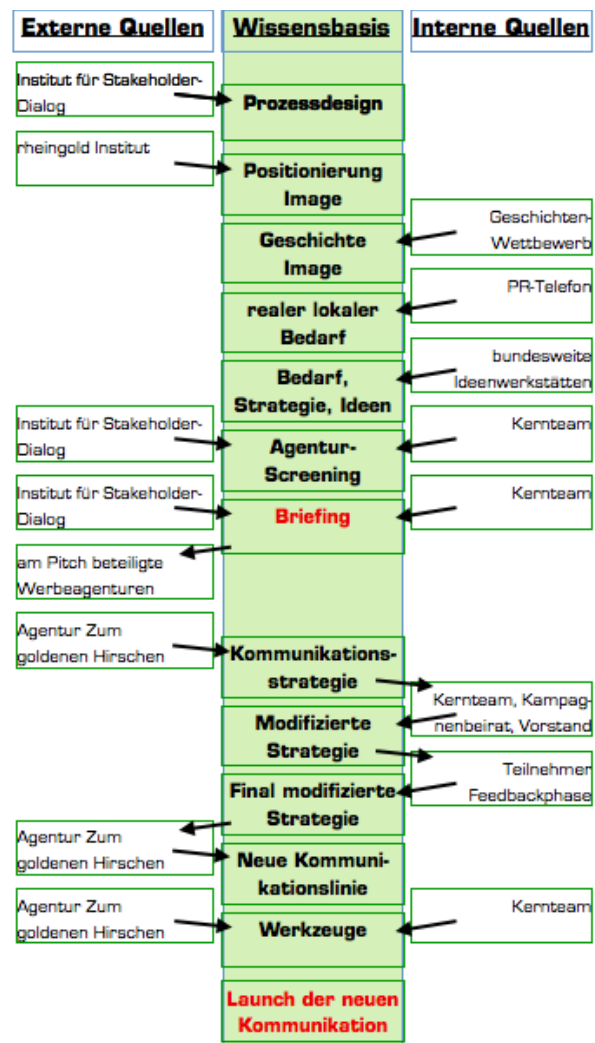 Externe Quellen
Wissensbasis
Interne Quellen
Institut für Stakeholder-
Dialog
Prozessdesign
rheingold Institut
Positionierung
Image
Geschichten-
Wettbewerb
Geschichte
Image
PR-Telefon
realer lokaler
Bedarf
bundesweite
Ideenwerkstätten
Bedarf,
Strategie, Ideen
Institut für Stakeholder-
Dialog
Agentur-
Screening
Kernteam
Institut für Stakeholder-
Dialog
Briefing
Kernteam
am Pitch beteiligte
Werbeagenturen
Agentur Zum
goldenen Hirschen
Kommunikations-
strategie
Kernteam, Kampag-
nenbeirat, Vorstand
Modifizierte
Strategie
Teilnehmer
Feedbackphase
Final modifizierte
Strategie
Agentur Zum
goldenen Hirschen
Neue Kommuni-
kationslinie
Agentur Zum
goldenen Hirschen
Werkzeuge
Kernteam
Launch der neuen
Kommunikation